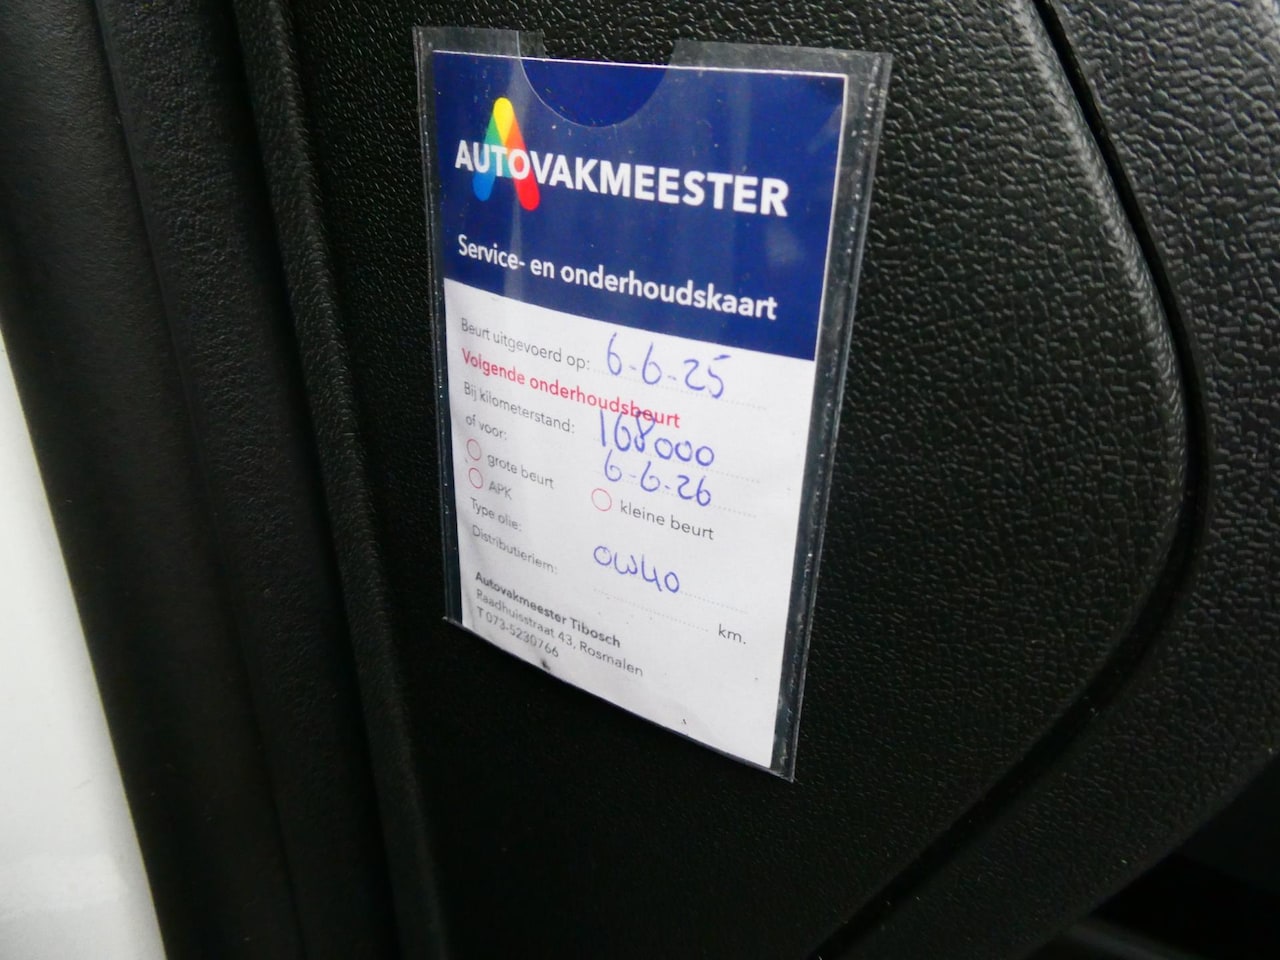 AUTOVAKMEESTER
Service- en onderhoudskaart
Beurt uitgevoerd op: 6-6-25
Volgende onderhoudsbeurt
Bij kilometerstand: 168000
of voor: 6-6-26
grote beurt
kleine beurt
APK
Type olie: 0W40
Distributieriem: km.
Autovakmeester Tibosch
Raadhuisstraat 43, Rosmalen
T 073-5230766